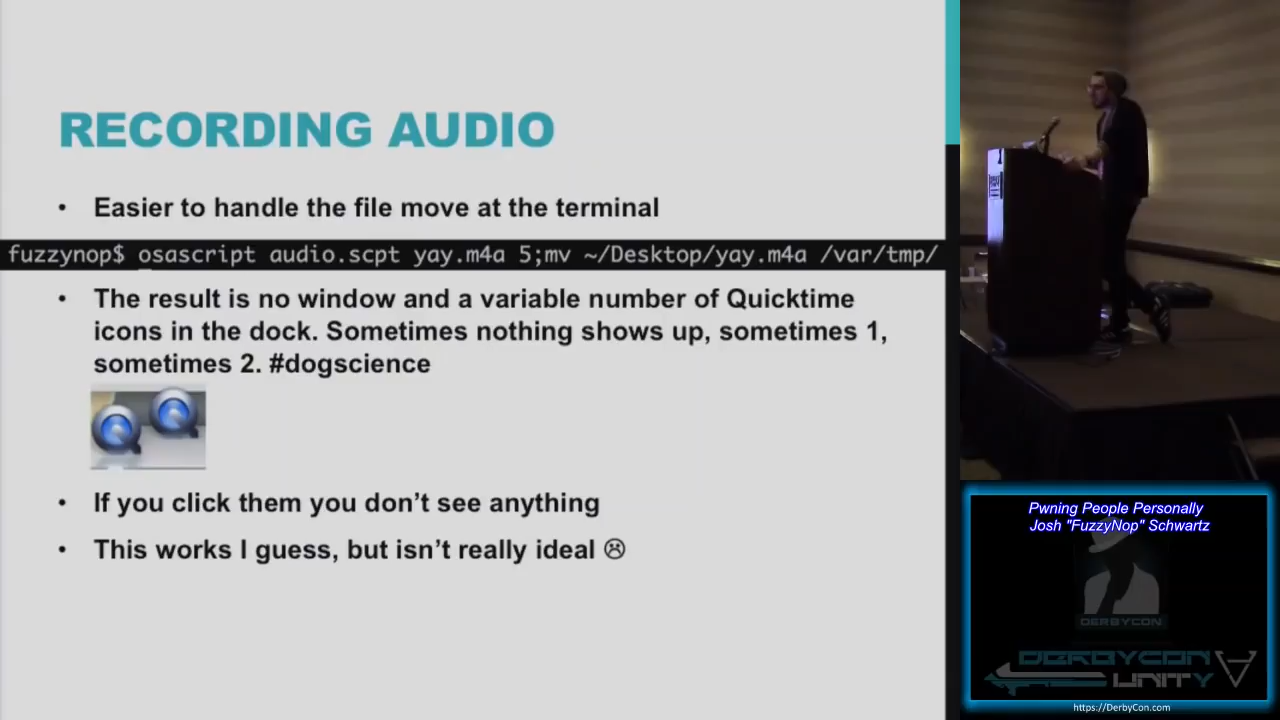 RECORDING AUDIO
• Easier to handle the file move at the terminal
fuzzynop$ osascript audio.scpt yay.m4a 5;mv ~/Desktop/yay.m4a /var/tmp/
• The result is no window and a variable number of Quicktime
icons in the dock. Sometimes nothing shows up, sometimes 1,
sometimes 2. #dogscience
• If you click them you don’t see anything
• This works I guess, but isn’t really ideal ☹
Pwning People Personally
Josh "FuzzyNop" Schwartz
DERBYCON
DERBYCON
UNITY
https://DerbyCon.com